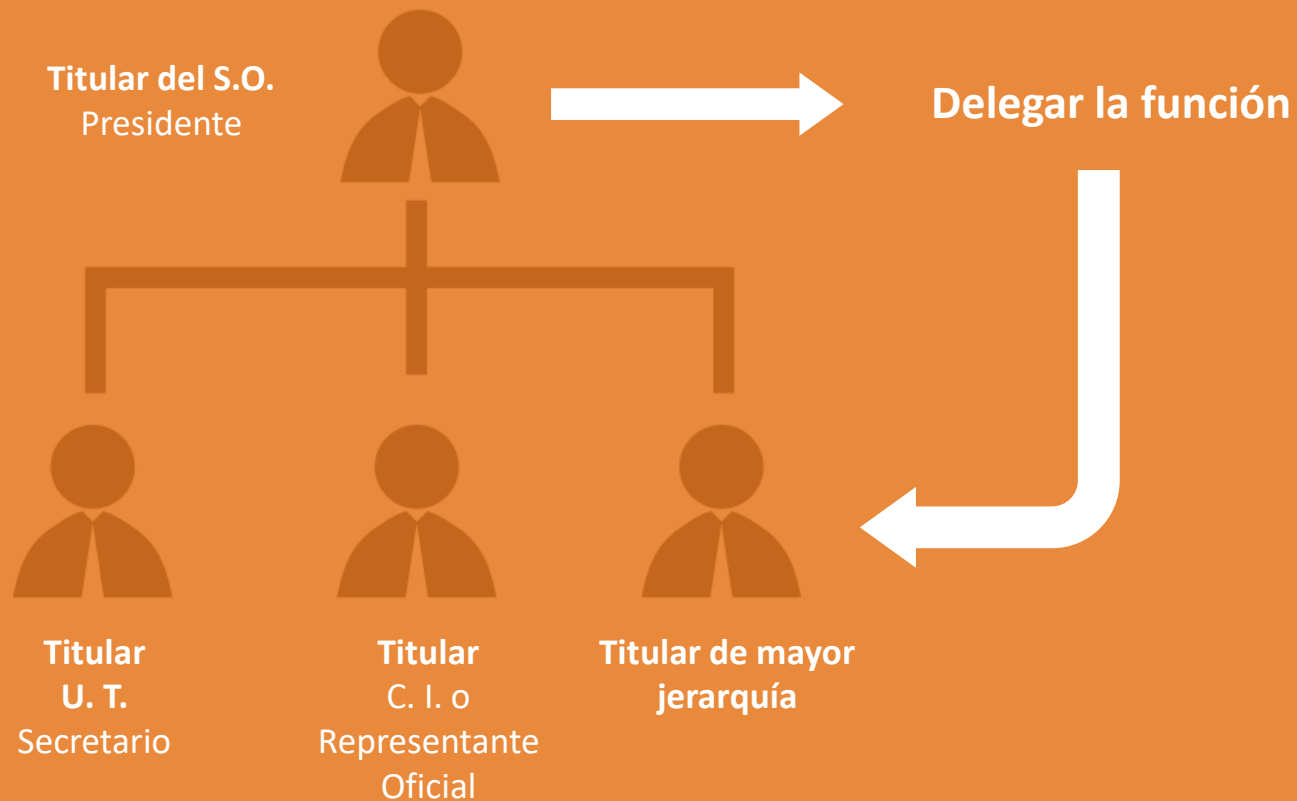 Titular del S.O.
Presidente
Delegar la función
Titular
U. T.
Secretario
Titular
C. I. o
Representante
Oficial
Titular de mayor
jerarquía